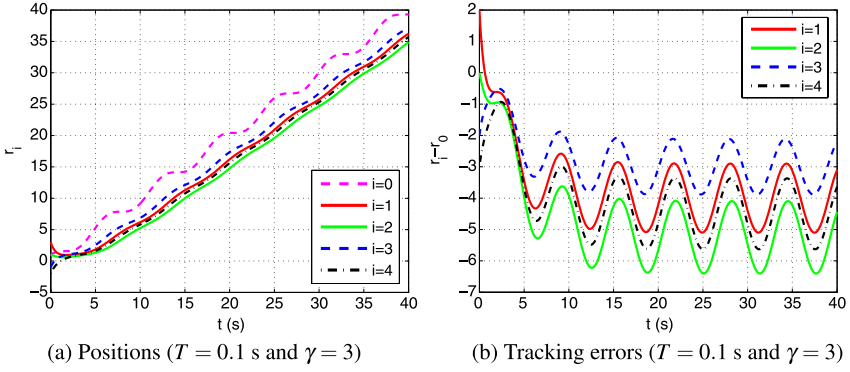 40
35
30
25
20
15
10
5
0
−5
r_i
0 5 10 15 20 25 30 35 40
t (s)
i=0
i=1
i=2
i=3
i=4
(a) Positions (T = 0.1 s and γ = 3)
2
1
0
−1
−2
−3
−4
−5
−6
−7
r_i−r_0
0 5 10 15 20 25 30 35 40
t (s)
i=1
i=2
i=3
i=4
(b) Tracking errors (T = 0.1 s and γ = 3)